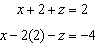 x + 2 + z = 2
x − 2(2) − z = −4